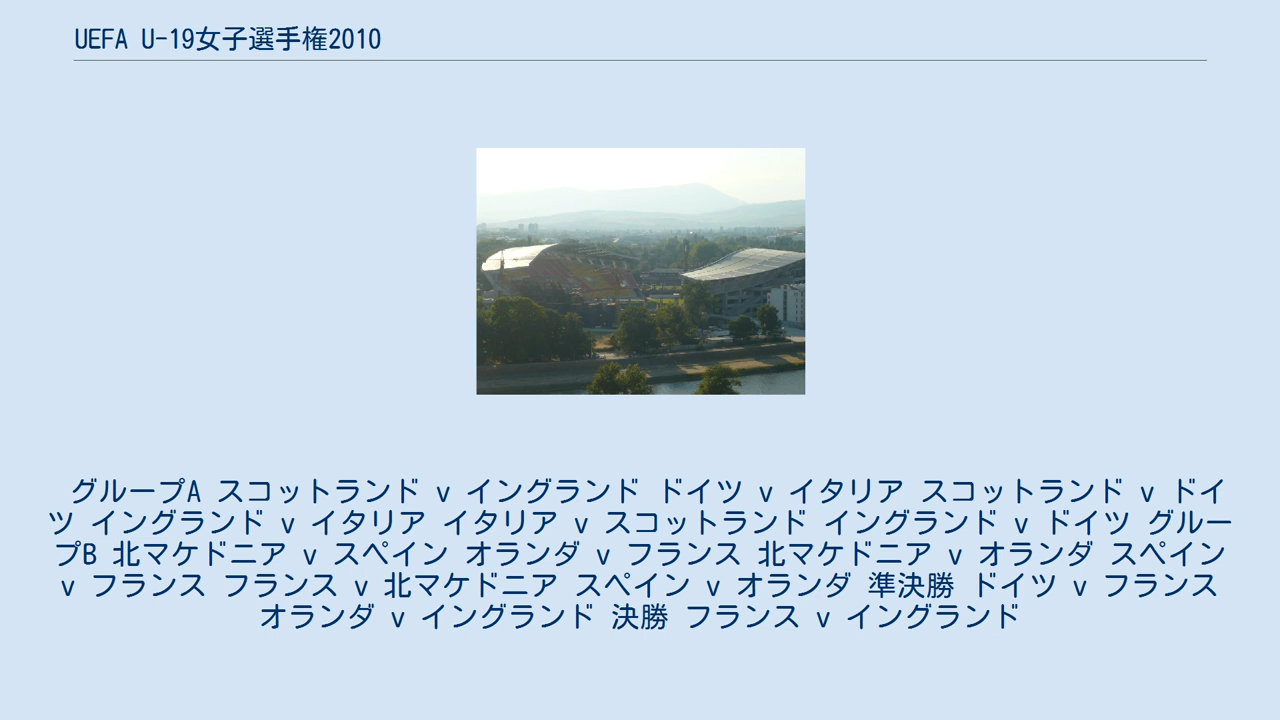 UEFA U-19女子選手権2010
グループA スコットランド v イングランド ドイツ v イタリア スコットランド v ドイ
ツ イングランド v イタリア イタリア v スコットランド イングランド v ドイツ グルー
プB 北マケドニア v スペイン オランダ v フランス 北マケドニア v オランダ スペイン
v フランス フランス v 北マケドニア スペイン v オランダ 準決勝 ドイツ v フランス
オランダ v イングランド 決勝 フランス v イングランド